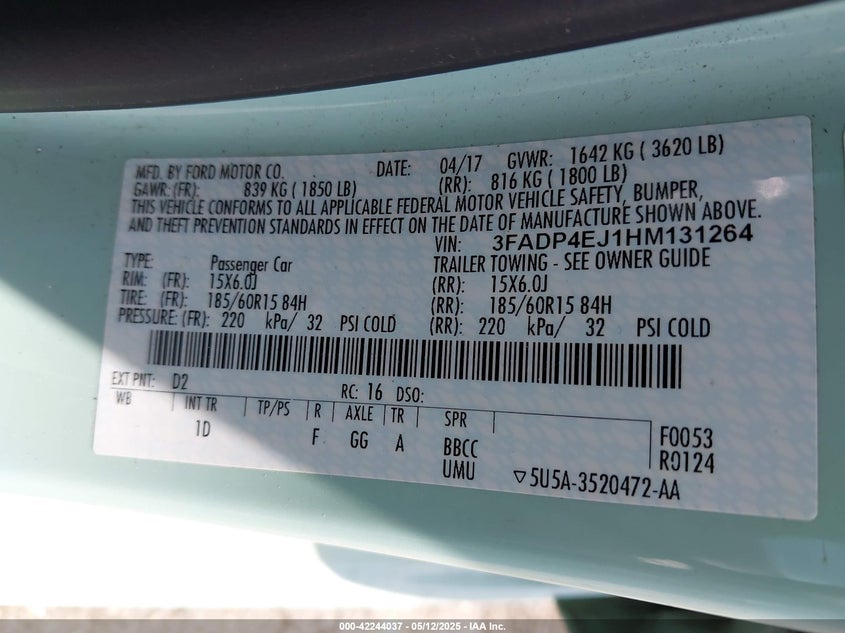 MFD. BY FORD MOTOR CO. DATE: 04/17 GVWR: 1642 KG ( 3620 LB)
GAWR: (FR): 839 KG ( 1850 LB) (RR): 816 KG ( 1800 LB)
THIS VEHICLE CONFORMS TO ALL APPLICABLE FEDERAL MOTOR VEHICLE SAFETY, BUMPER,
AND THEFT PREVENTION STANDARDS IN EFFECT ON THE DATE OF MANUFACTURE SHOWN ABOVE.
VIN: 3FADP4EJ1HM131264
TYPE: Passenger Car TRAILER TOWING - SEE OWNER GUIDE
RIM: (FR): 15X6.0J (RR): 15X6.0J
TIRE: (FR): 185/60R15 84H (RR): 185/60R15 84H
PRESSURE: (FR): 220 kPa/ 32 PSI COLD (RR): 220 kPa/ 32 PSI COLD
EXT PNT: D2 RC: 16 DSO:
WB INT TR TP/PS R AXLE TR SPR F0053
1D F GG A BBCC R0124
UMU ▽5U5A-3520472-AA
000-42244037 - 05/12/2025 - IAA Inc.